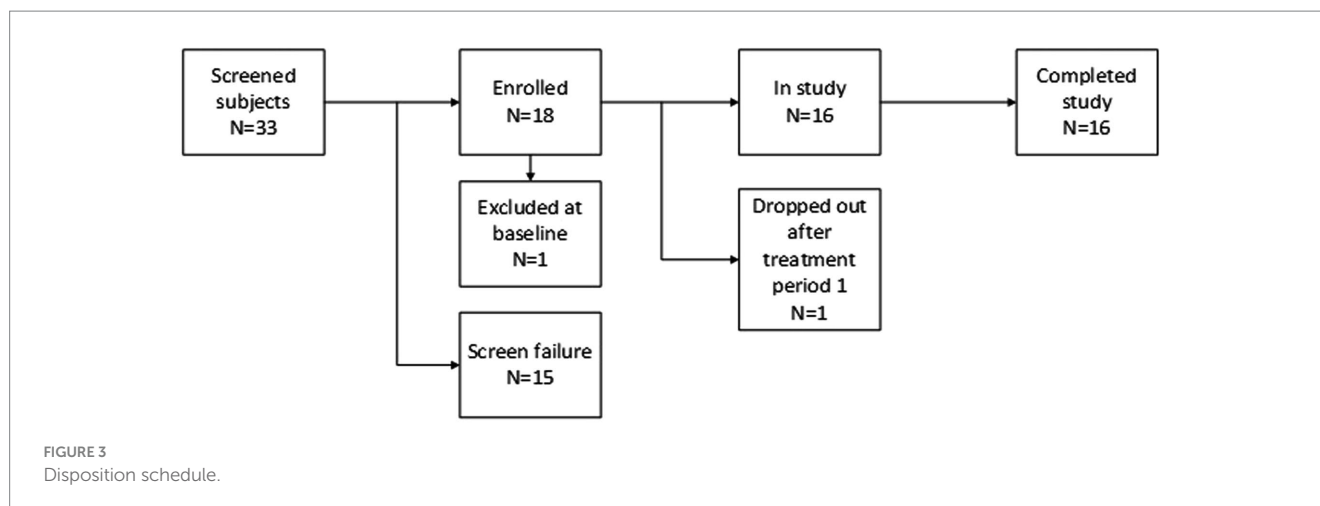 Screened
subjects
N=33
Enrolled
N=18
In study
N=16
Completed
study
N=16
Excluded at
baseline
N=1
Dropped out
after
treatment
period 1
N=1
Screen failure
N=15
FIGURE 3
Disposition schedule.